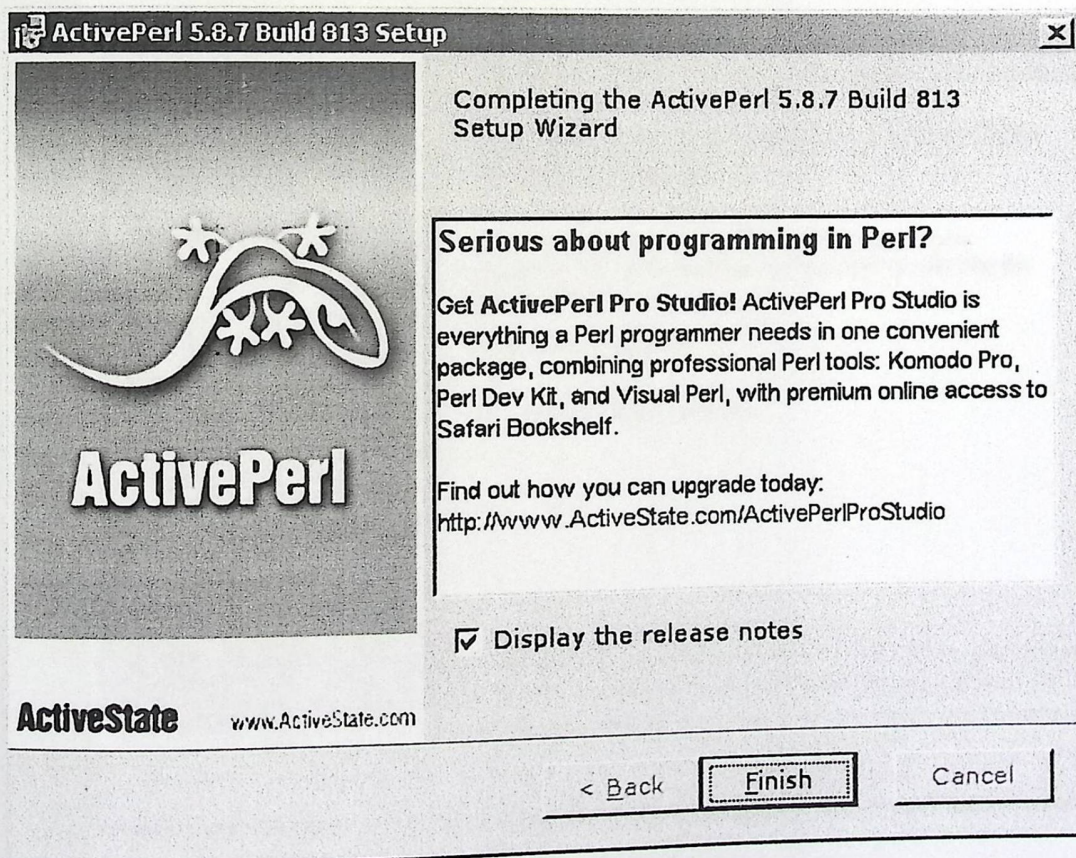 ActivePerl 5.8.7 Build 813 Setup
Completing the ActivePerl 5.8.7 Build 813
Setup Wizard
Serious about programming in Perl?
Get ActivePerl Pro Studio! ActivePerl Pro Studio is
everything a Perl programmer needs in one convenient
package, combining professional Perl tools: Komodo Pro,
Perl Dev Kit, and Visual Perl, with premium online access to
Safari Bookshelf.
Find out how you can upgrade today:
http://www.ActiveState.com/ActivePerlProStudio
ActivePerl
Display the release notes
ActiveState www.ActiveState.com
< Back Finish Cancel